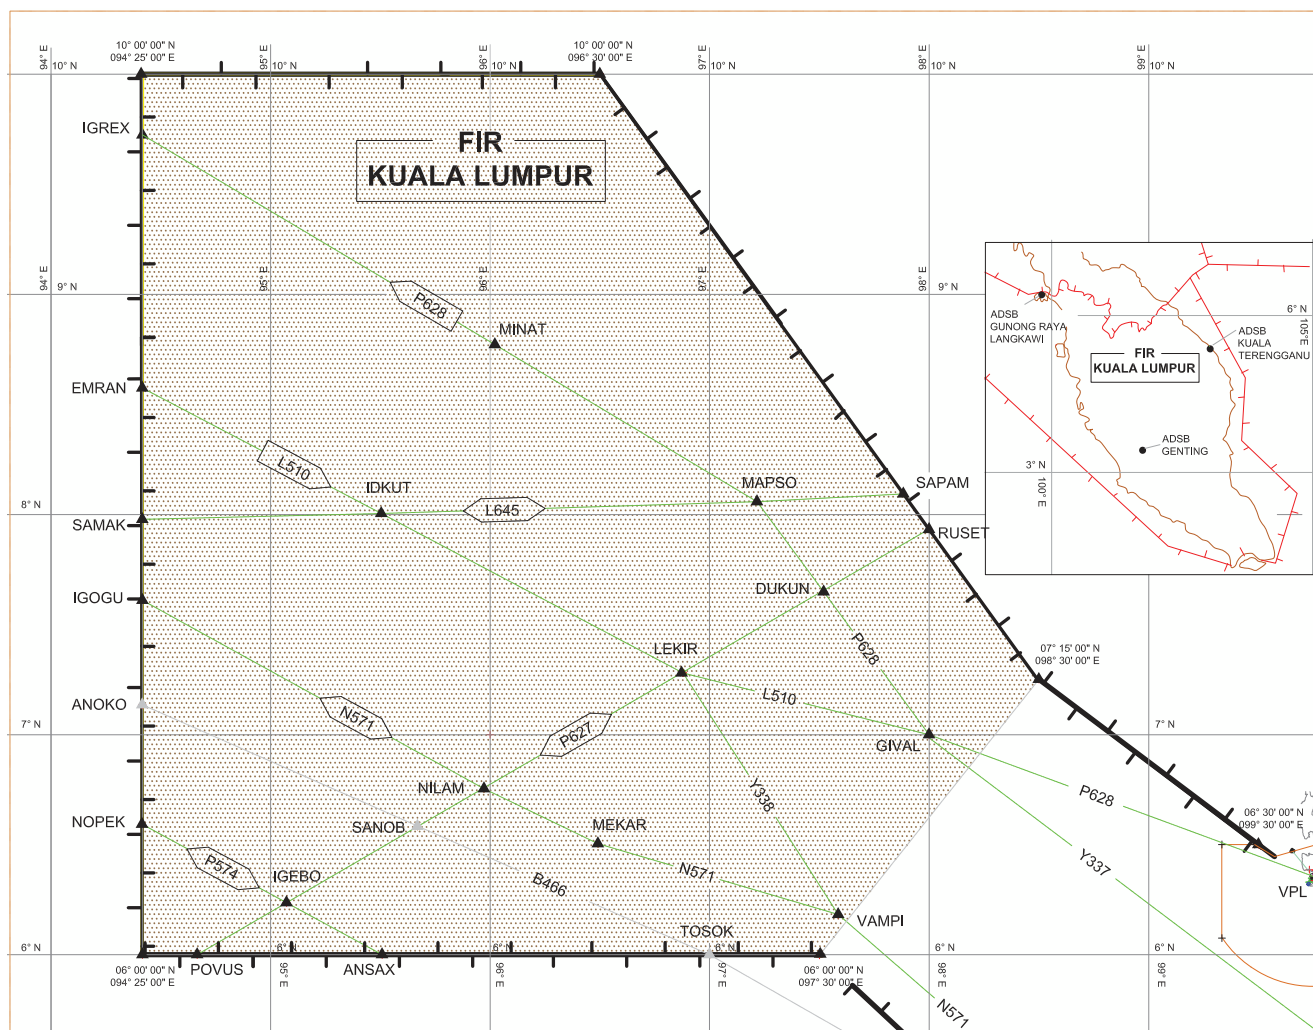 10° 00' 00" N
094° 25' 00" E
10° 00' 00" N
096° 30' 00" E
94° E
10° N
95° E
10° N
96° E
10° N
97° E
10° N
98° E
10° N
99° E
10° N
IGREX
FIR
KUALA LUMPUR
94° E
9° N
95° E
96° E
97° E
98° E
9° N
P628
MINAT
ADSB
GUNONG RAYA
LANGKAWI
6° N
105°E
ADSB
KUALA
TERENGGANU
FIR
KUALA LUMPUR
ADSB
GENTING
3° N
100° E
EMRAN
L510
IDKUT
MAPSO
SAPAM
8° N
SAMAK
L645
RUSET
IGOGU
DUKUN
LEKIR
P628
07° 15' 00" N
098° 30' 00" E
ANOKO
L510
7° N
N571
P627
GIVAL
7° N
NILAM
Y338
P628
NOPEK
SANOB
MEKAR
06° 30' 00" E
099° 30' 00" E
P574
IGEBO
B466
N571
Y337
VPL
VAMPI
TOSOK
6° N
6° N
6° N
6° N
6° N
6° N
POVUS
ANSAX
06° 00' 00" N
094° 25' 00" E
95° E
96° E
97° E
06° 00' 00" N
097° 30' 00" E
98° E
99° E
N571